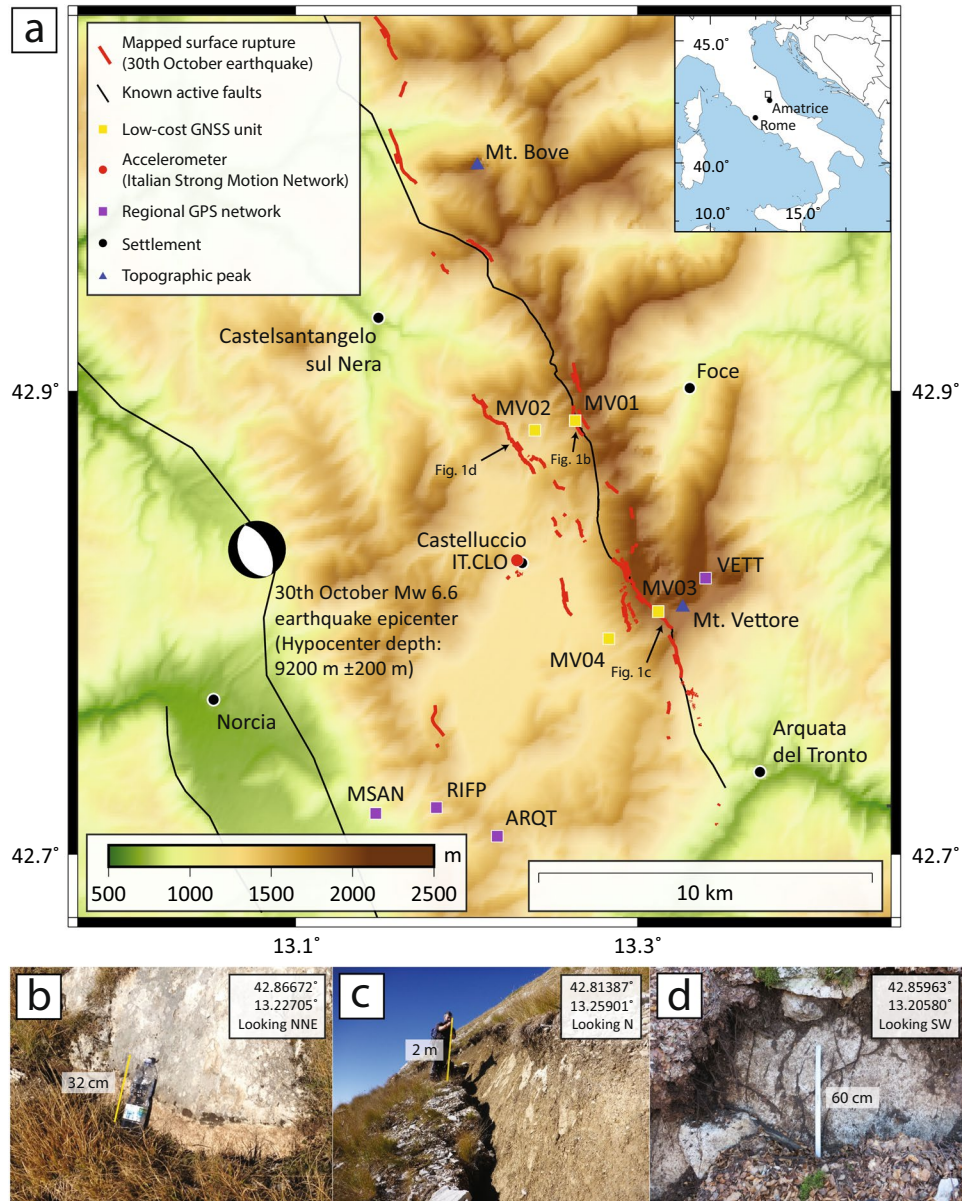 a
Mapped surface rupture
(30th October earthquake)
Known active faults
Low-cost GNSS unit
Accelerometer
(Italian Strong Motion Network)
Regional GPS network
Settlement
Topographic peak
45.0˚
Amatrice
Rome
40.0˚
10.0˚
15.0˚
Mt. Bove
Castelsantangelo
sul Nera
42.9˚
42.9˚
Foce
MV02
MV01
Fig. 1d
Fig. 1b
Castelluccio
IT.CLO
VETT
MV03
Mt. Vettore
30th October Mw 6.6
earthquake epicenter
(Hypocenter depth:
9200 m ±200 m)
MV04
Fig. 1c
Norcia
Arquata
del Tronto
MSAN
RIFP
ARQT
m
500
1000
1500
2000
2500
10 km
42.7˚
42.7˚
13.1˚
13.3˚
b
42.86672˚
13.22705˚
Looking NNE
32 cm
c
42.81387˚
13.25901˚
Looking N
2 m
d
42.85963˚
13.20580˚
Looking SW
60 cm